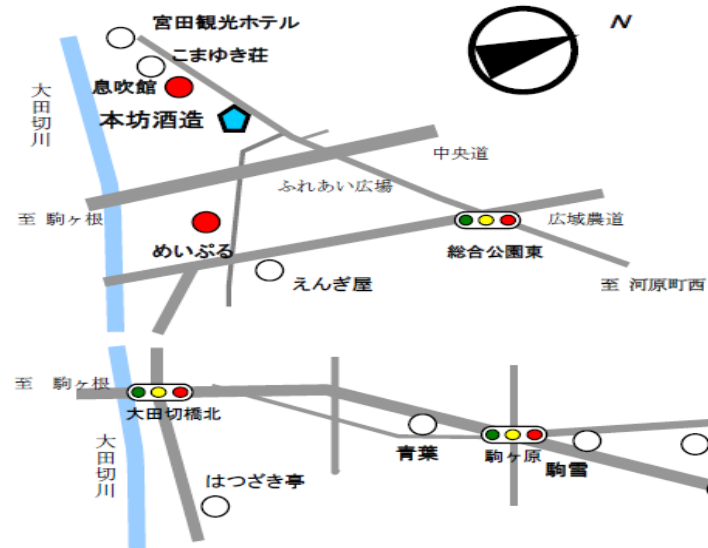 宮田観光ホテル
N
こまゆき荘
息吹館
大田切川
本坊酒造
中央道
ふれあい広場
至 駒ヶ根
広域農道
めいぷる
総合公園東
えんぎ屋
至 河原町西
至 駒ヶ根
大田切橋北
大田切川
青葉
駒ヶ原
駒雪
はつざき亭